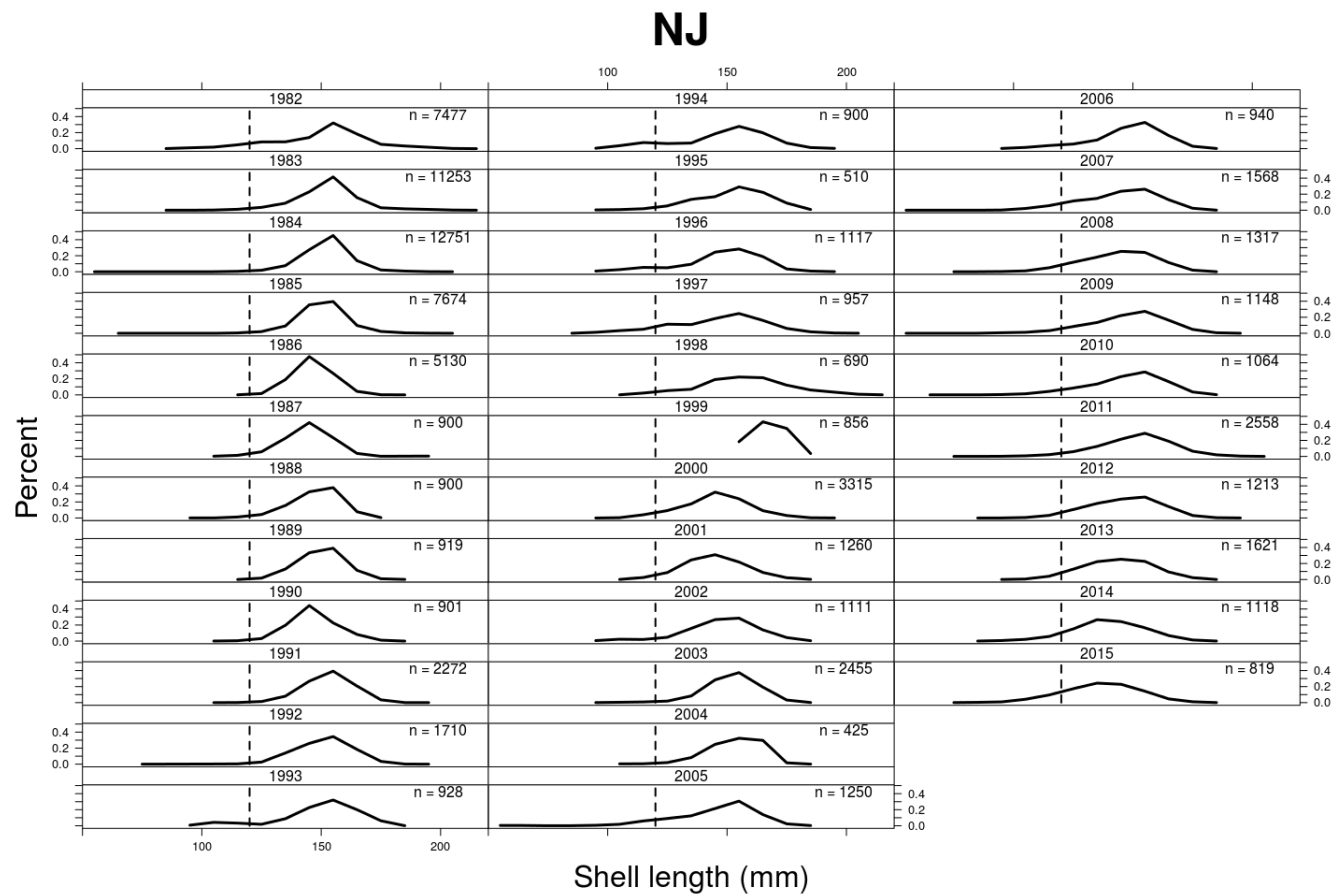 NJ
100 150 200
1982 1994 2006
0.4 n = 7477 n = 900 n = 940
0.2
0.0
1983 1995 2007
n = 11253 n = 510 n = 1568 0.4
0.2
0.0
1984 1996 2008
0.4 n = 12751 n = 1117 n = 1317
0.2
0.0
1985 1997 2009
n = 7674 n = 957 n = 1148 0.4
0.2
0.0
1986 1998 2010
0.4 n = 5130 n = 690 n = 1064
0.2
0.0
1987 1999 2011
n = 900 n = 856 n = 2558 0.4
0.2
0.0
Percent
1988 2000 2012
0.4 n = 900 n = 3315 n = 1213
0.2
0.0
1989 2001 2013
n = 919 n = 1260 n = 1621 0.4
0.2
0.0
1990 2002 2014
0.4 n = 901 n = 1111 n = 1118
0.2
0.0
1991 2003 2015
n = 2272 n = 2455 n = 819 0.4
0.2
0.0
1992 2004
0.4 n = 1710 n = 425
0.2
0.0
1993 2005
n = 928 n = 1250 0.4
0.2
0.0
100 150 200
Shell length (mm)